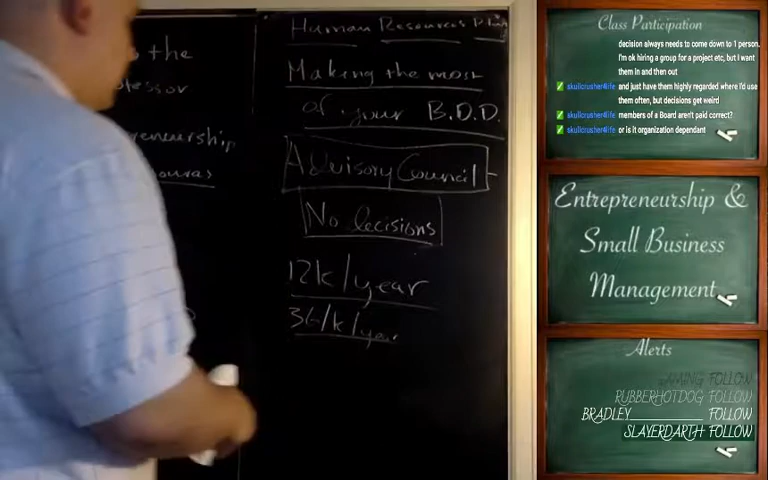 the
Human Resources Plan
Making the most
of your B.O.D.
Advisory Council -
No decisions
12k/year
36/k/year
Class Participation
decision always needs to come down to 1 person.
I'm ok hiring a group for a project etc, but I want
them in and then out
skullcrusher4life and just have them highly regarded where I'd use
them often, but decisions get weird
skullcrusher4life members of a Board aren't paid correct?
skullcrusher4life or is it organization dependant
Entrepreneurship &
Small Business
Management
Alerts
AMING FOLLOW
RUBBERHOTDOG FOLLOW
BRADLEY__________ FOLLOW
SLAYERDARTH FOLLOW